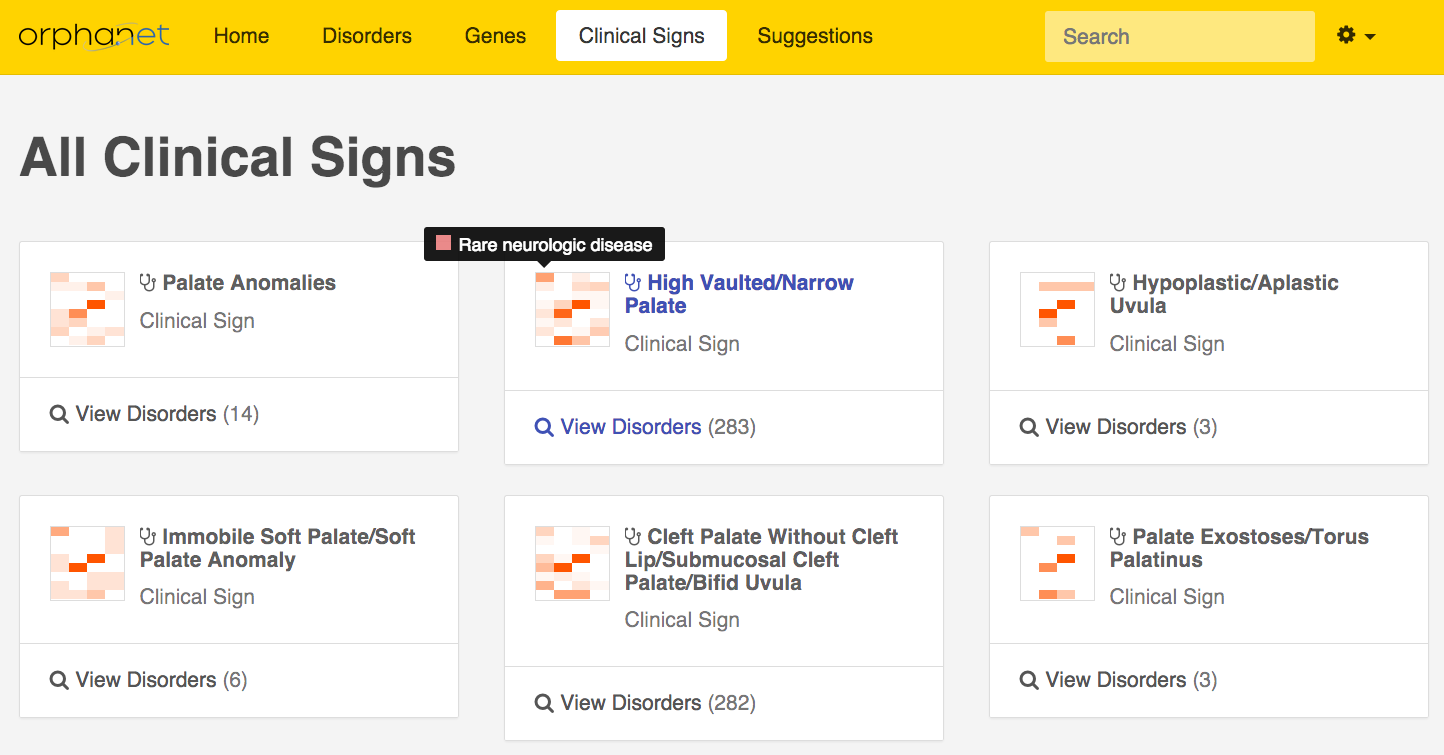 orphanet Home Disorders Genes Clinical Signs Suggestions Search
All Clinical Signs
Rare neurologic disease
Palate Anomalies
Clinical Sign
View Disorders (14)
High Vaulted/Narrow
Palate
Clinical Sign
View Disorders (283)
Hypoplastic/Aplastic
Uvula
Clinical Sign
View Disorders (3)
Immobile Soft Palate/Soft
Palate Anomaly
Clinical Sign
View Disorders (6)
Cleft Palate Without Cleft
Lip/Submucosal Cleft
Palate/Bifid Uvula
Clinical Sign
View Disorders (282)
Palate Exostoses/Torus
Palatinus
Clinical Sign
View Disorders (3)